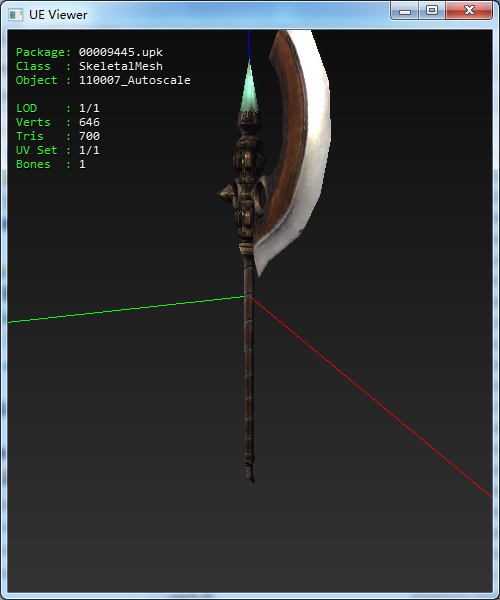 UE Viewer
Package: 00009445.upk
Class  : SkeletalMesh
Object : 110007_Autoscale
LOD    : 1/1
Verts  : 646
Tris   : 700
UV Set : 1/1
Bones  : 1